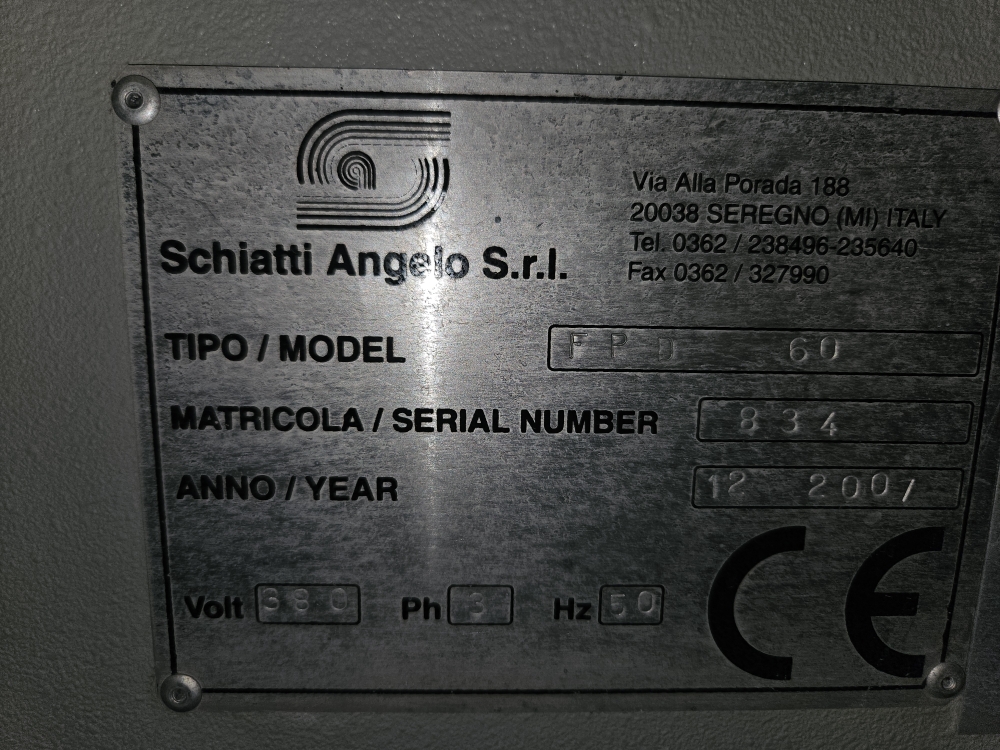 Schiatti Angelo S.r.l.
Via Alla Porada 188
20038 SEREGNO (MI) ITALY
Tel. 0362 / 238496-235640
Fax 0362 / 327990
TIPO / MODEL FPD 60
MATRICOLA / SERIAL NUMBER 834
ANNO / YEAR 12 2007
Volt 380 Ph 3 Hz 50
CE